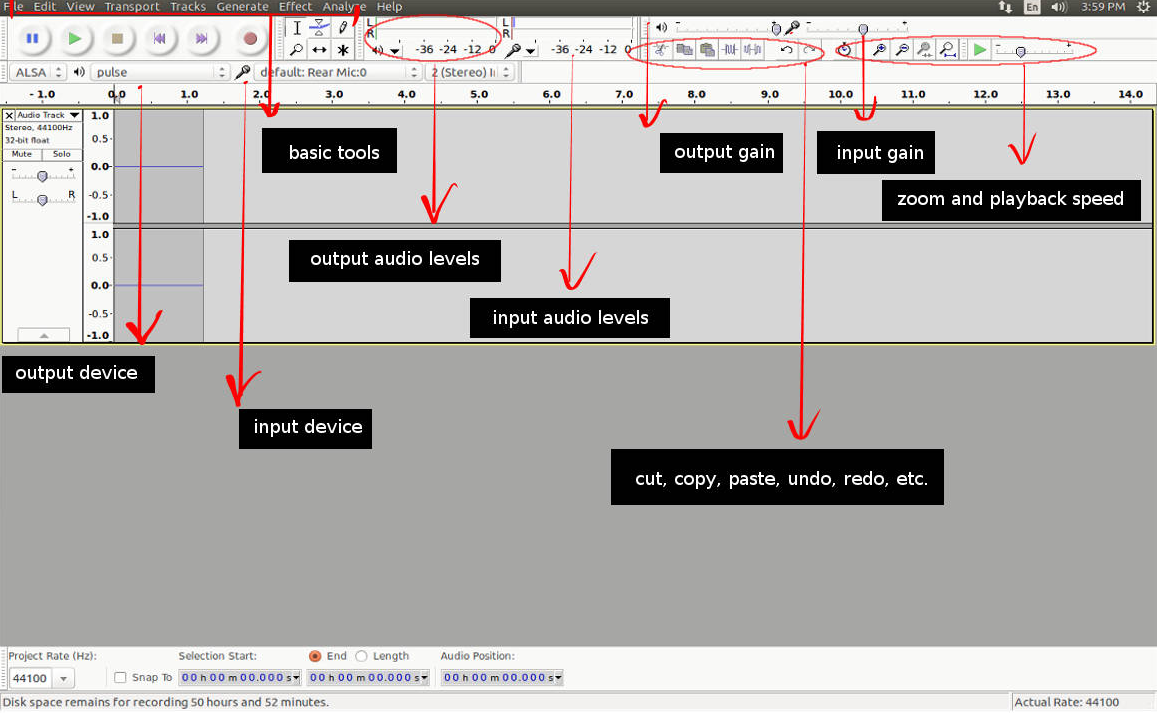 File Edit View Transport Tracks Generate Effect Analyse Help
En 3:59 PM
L
R
-36 -24 -12 0
L
R
-36 -24 -12 0
- +
- +
- +
ALSA pulse default: Rear Mic:0 2 (Stereo) I
- 1.0 0.0 1.0 2.0 3.0 4.0 5.0 6.0 7.0 8.0 9.0 10.0 11.0 12.0 13.0 14.0
Audio Track
Stereo, 44100Hz
32-bit float
Mute Solo
- +
L R
1.0
0.5
0.0
-0.5
-1.0
1.0
0.5
0.0
-0.5
-1.0
basic tools
output gain
input gain
zoom and playback speed
output audio levels
input audio levels
output device
input device
cut, copy, paste, undo, redo, etc.
Project Rate (Hz): Selection Start: End Length Audio Position:
44100 Snap To 00 h 00 m 00.000 s 00 h 00 m 00.000 s 00 h 00 m 00.000 s
Disk space remains for recording 50 hours and 52 minutes. Actual Rate: 44100